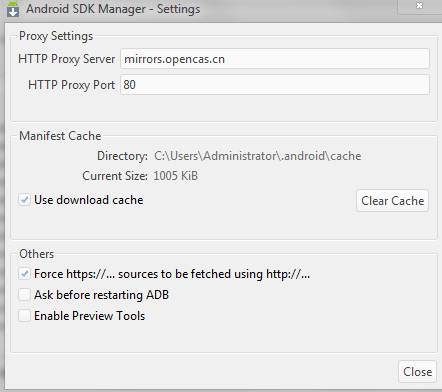 Android SDK Manager - Settings
Proxy Settings
HTTP Proxy Server mirrors.opencas.cn
HTTP Proxy Port 80
Manifest Cache
Directory: C:\Users\Administrator\.android\cache
Current Size: 1005 KiB
Use download cache Clear Cache
Others
Force https://... sources to be fetched using http://...
Ask before restarting ADB
Enable Preview Tools
Close